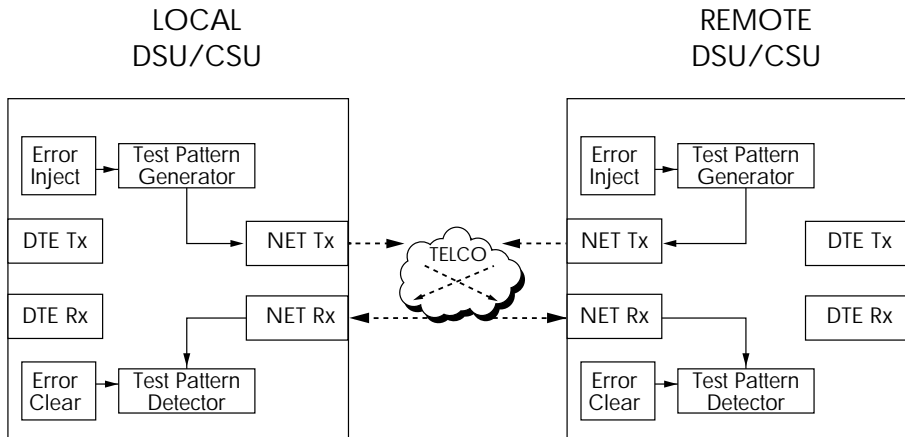 LOCAL
DSU/CSU
REMOTE
DSU/CSU
Error
Inject
Test Pattern
Generator
DTE Tx
NET Tx
DTE Rx
NET Rx
Error
Clear
Test Pattern
Detector
TELCO
Error
Inject
Test Pattern
Generator
NET Tx
DTE Tx
NET Rx
DTE Rx
Error
Clear
Test Pattern
Detector